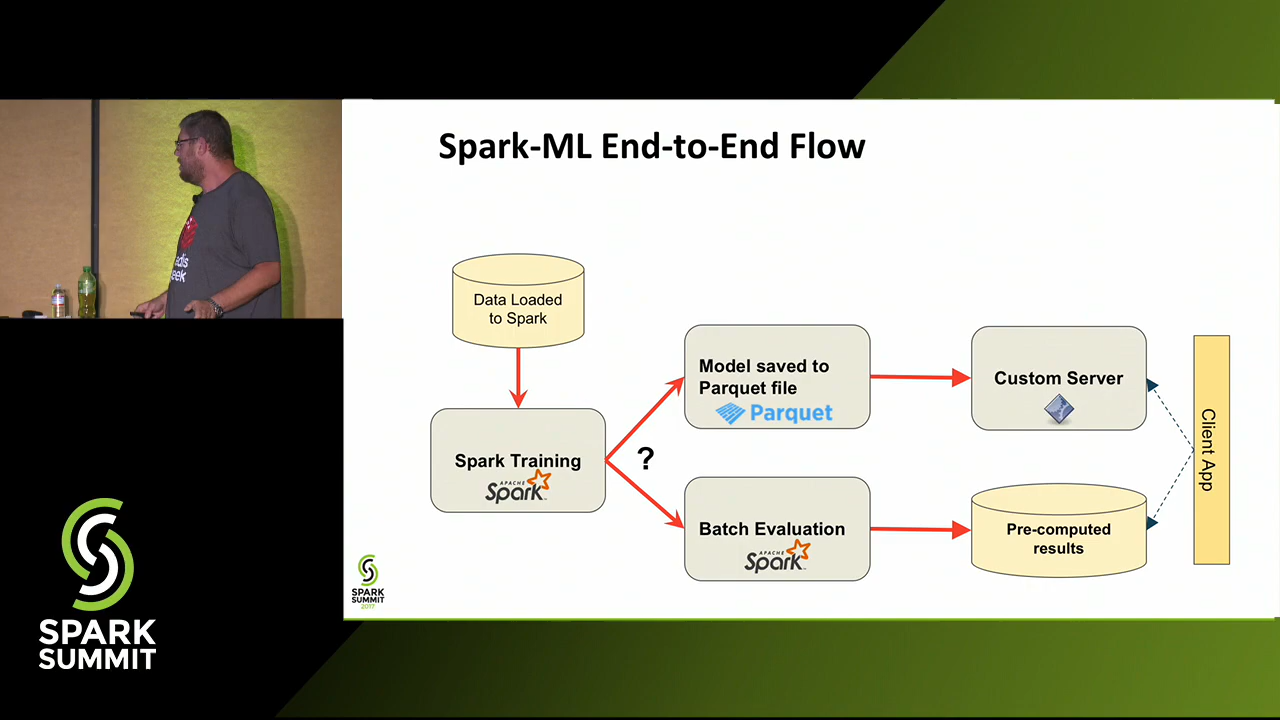 Spark-ML End-to-End Flow
Data Loaded
to Spark
Model saved to
Parquet file
Parquet
Custom Server
Client App
Spark Training
APACHE
Spark
?
Batch Evaluation
APACHE
Spark
Pre-computed
results
SPARK
SUMMIT
2017
SPARK
SUMMIT